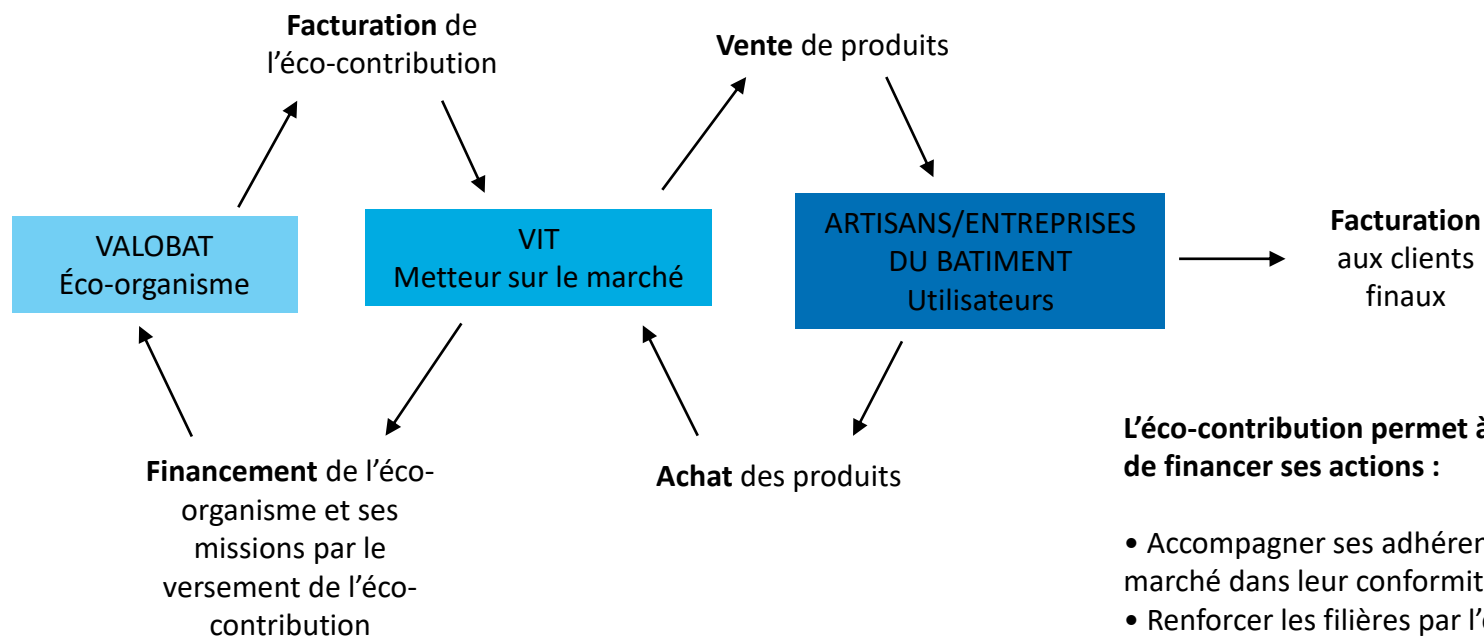 Facturation de
l’éco-contribution
Vente de produits
VALOBAT
Éco-organisme
VIT
Metteur sur le marché
ARTISANS/ENTREPRISES
DU BATIMENT
Utilisateurs
Facturation
aux clients
finaux
Financement de l’éco-
organisme et ses
missions par le
versement de l’éco-
contribution
Achat des produits
L’éco-contribution permet à
de financer ses actions :
• Accompagner ses
marché dans leur
• Renforcer les filières par